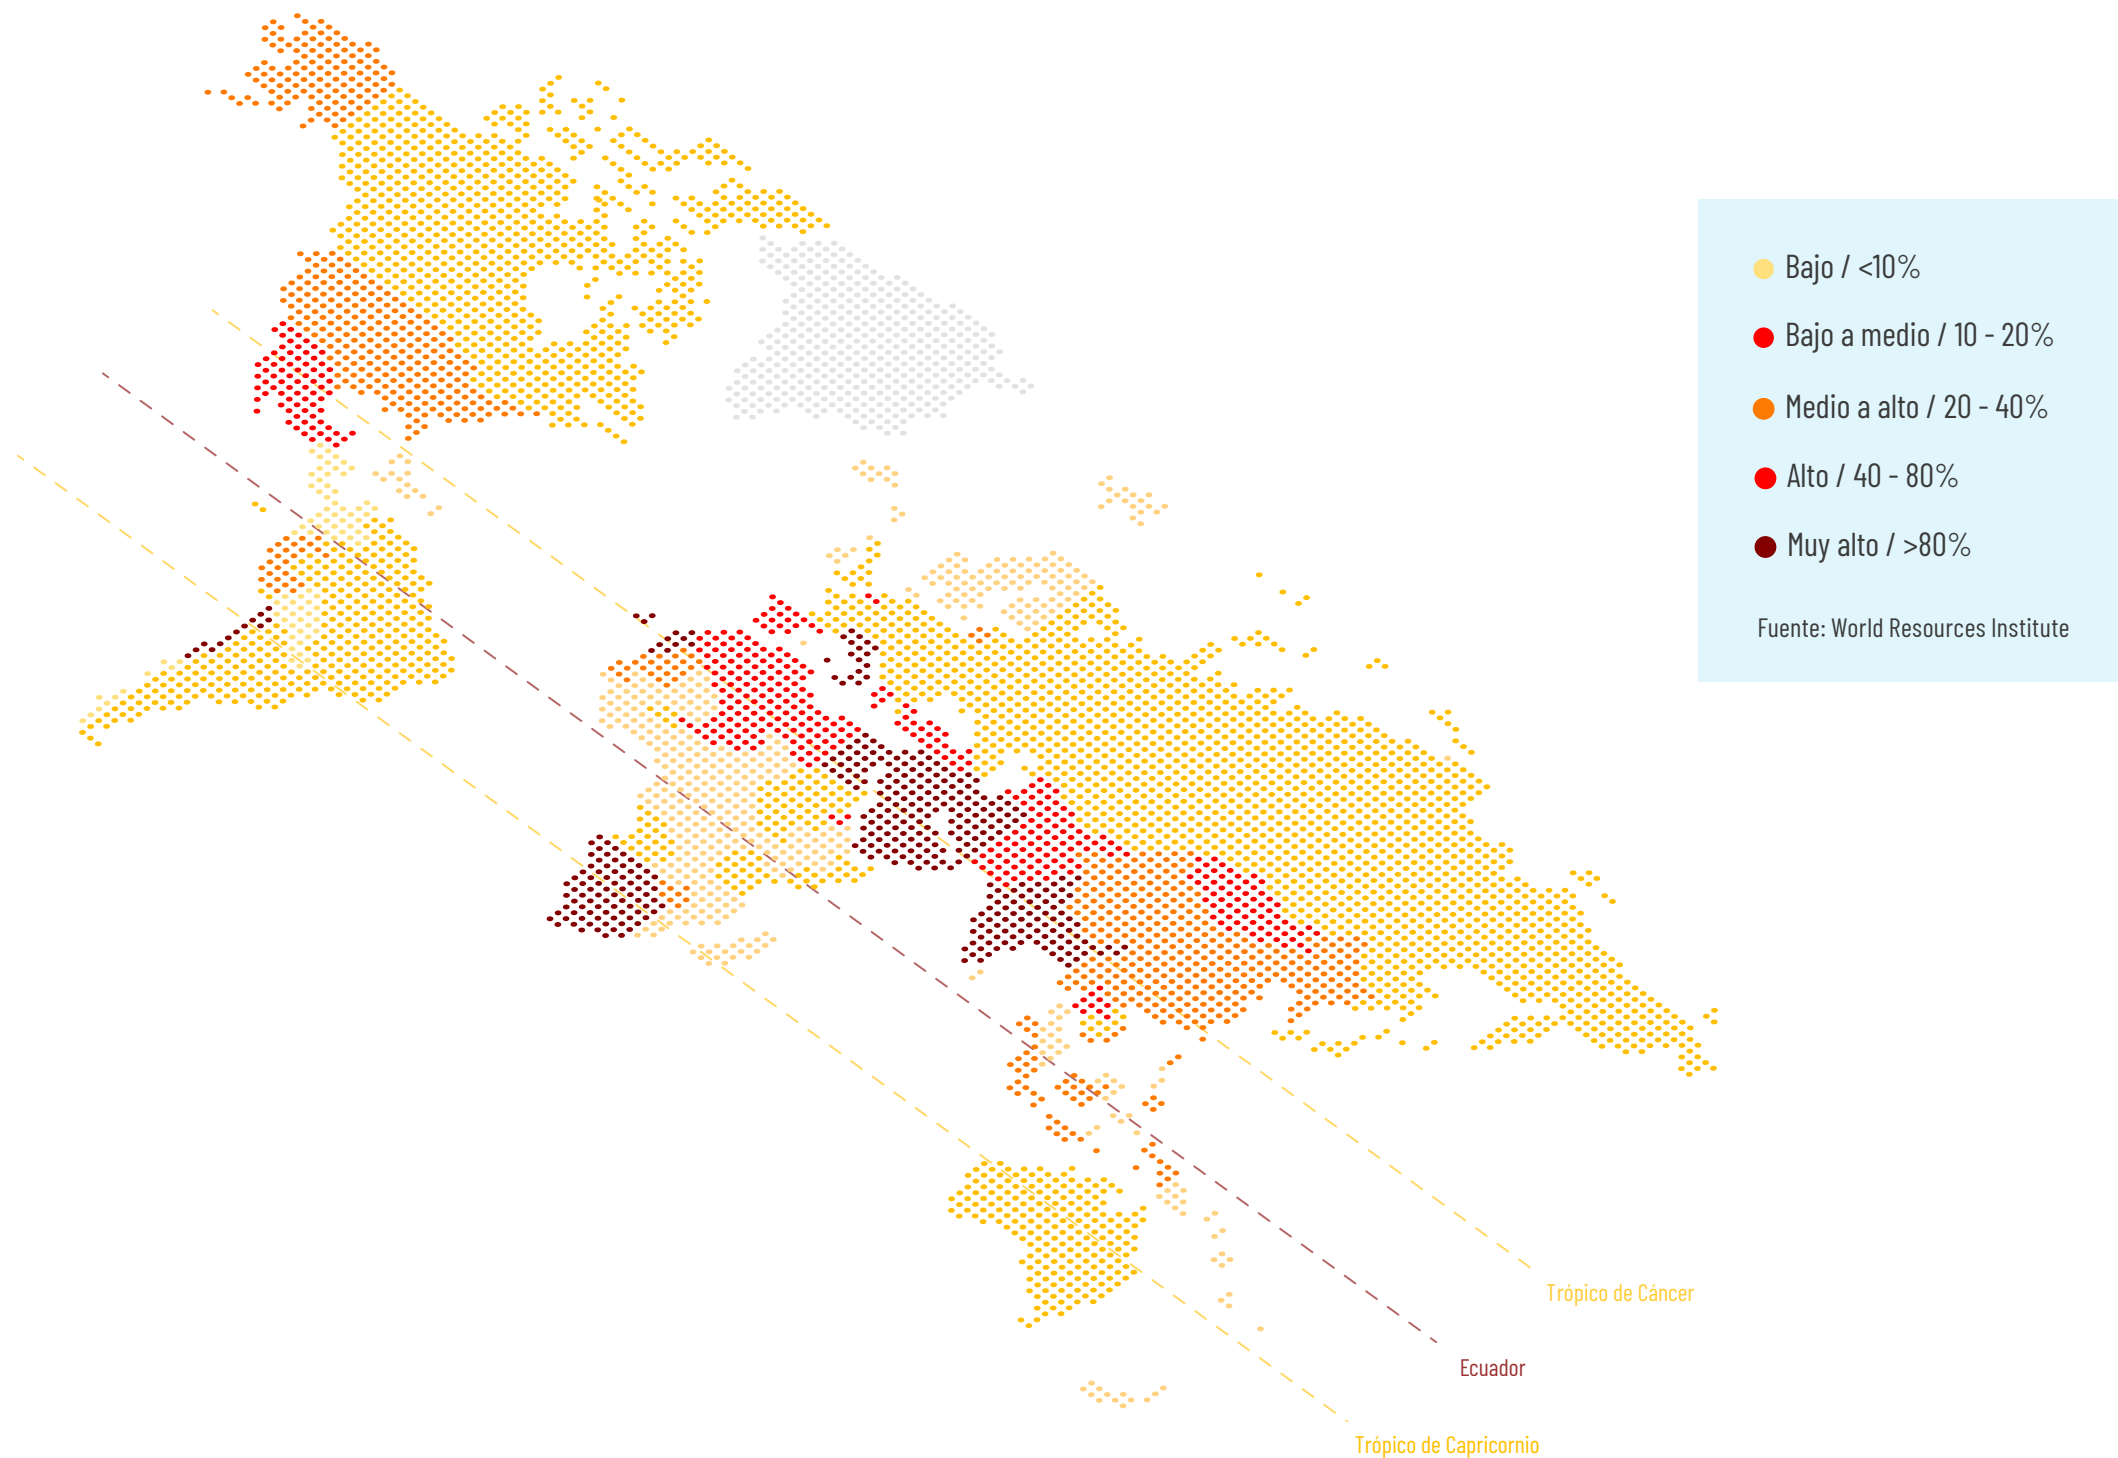 Bajo / <10%
Bajo a medio / 10 - 20%
Medio a alto / 20 - 40%
Alto / 40 - 80%
Muy alto / >80%
Fuente: World Resources Institute
Trópico de Cáncer
Ecuador
Trópico de Capricornio